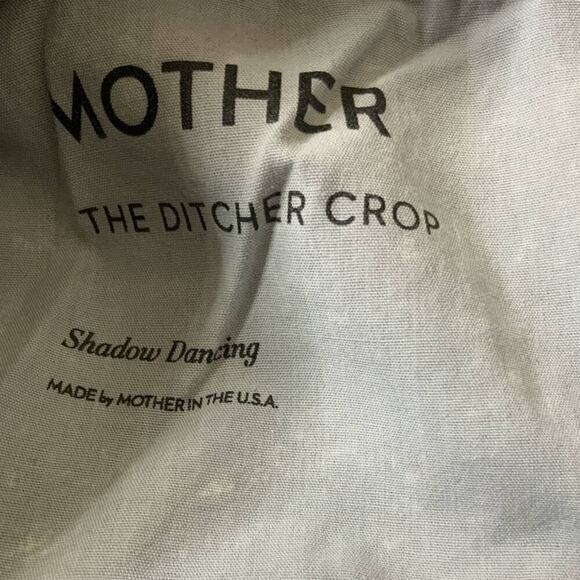 MOTHER
THE DITCHER CROP
Shadow Dancing
MADE by MOTHER IN THE U.S.A.